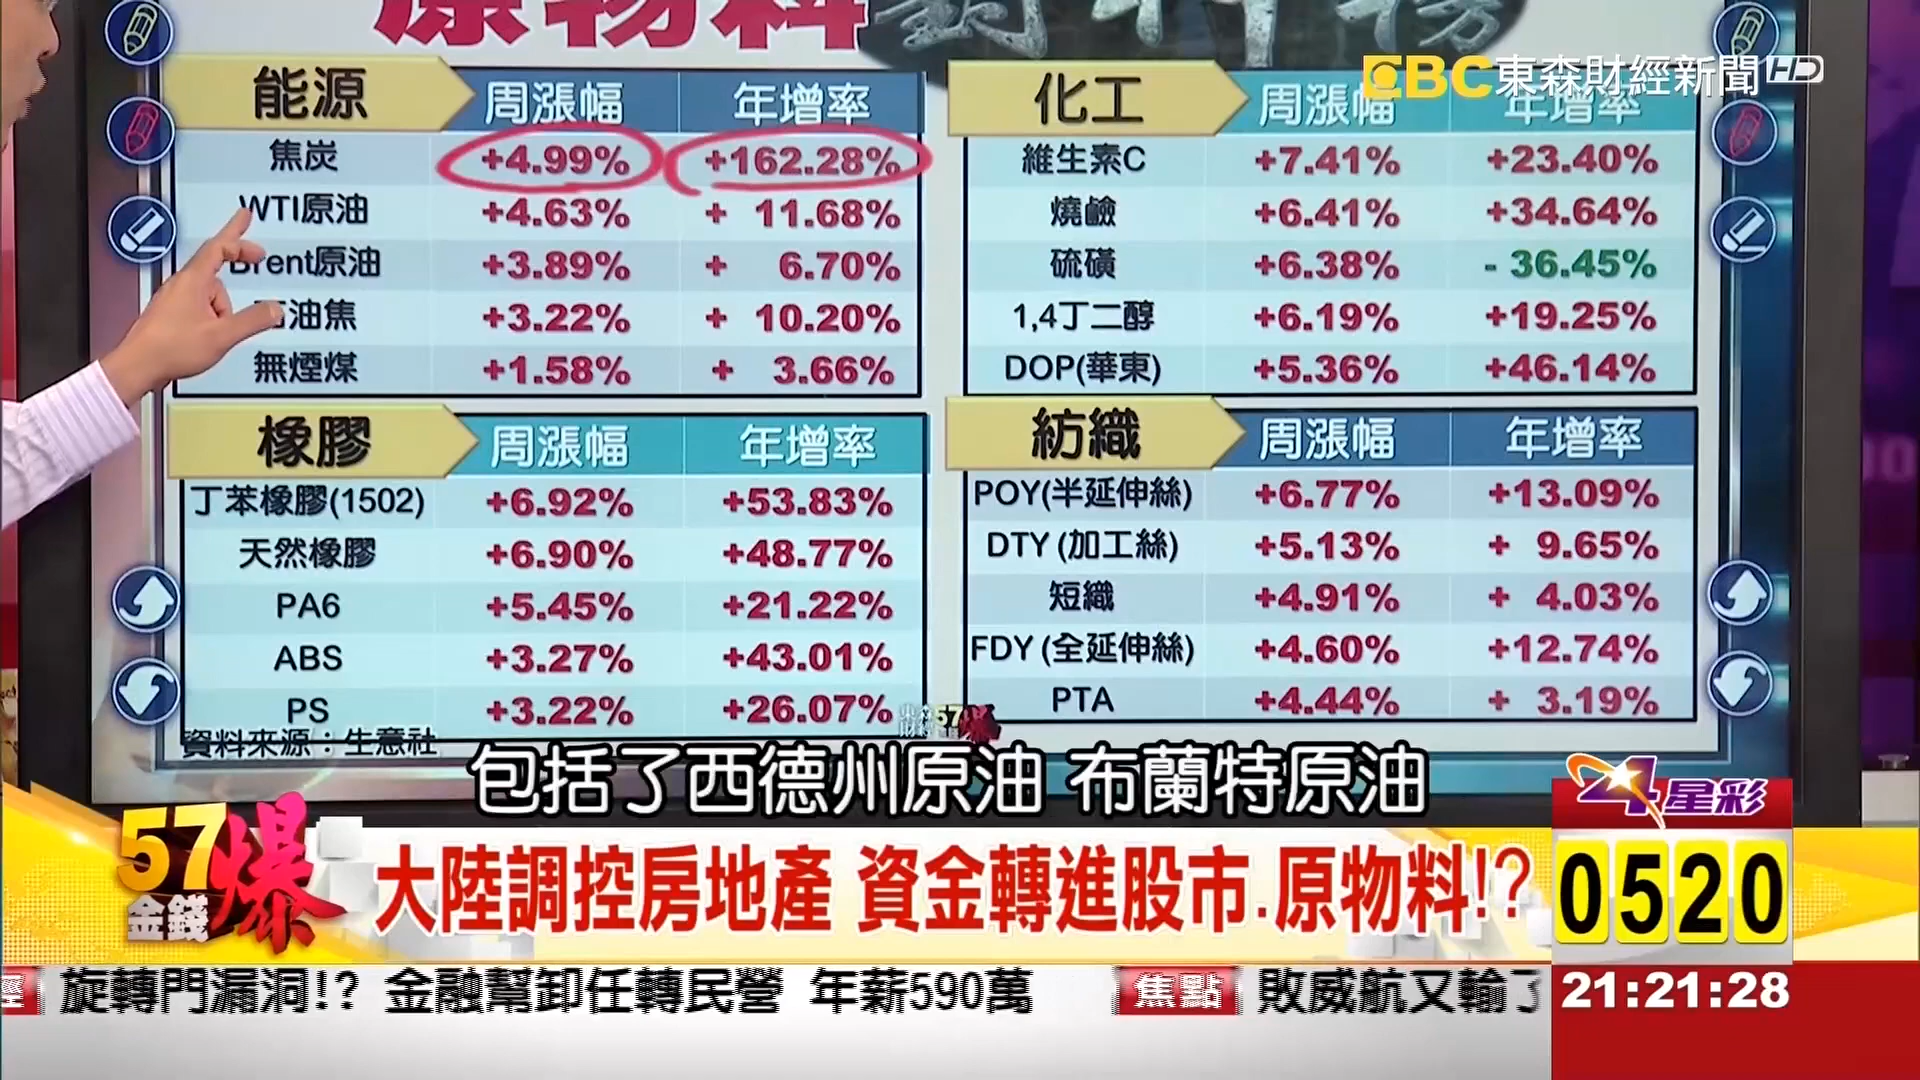 原物料 對料場
EBC 東森財經新聞 HD
能源 周漲幅 年增率
焦炭 +4.99% +162.28%
WTI原油 +4.63% + 11.68%
Brent原油 +3.89% + 6.70%
石油焦 +3.22% + 10.20%
無煙煤 +1.58% + 3.66%
化工 周漲幅 年增率
維生素C +7.41% +23.40%
燒鹼 +6.41% +34.64%
硫磺 +6.38% - 36.45%
1,4丁二醇 +6.19% +19.25%
DOP(華東) +5.36% +46.14%
橡膠 周漲幅 年增率
丁苯橡膠(1502) +6.92% +53.83%
天然橡膠 +6.90% +48.77%
PA6 +5.45% +21.22%
ABS +3.27% +43.01%
PS +3.22% +26.07%
紡織 周漲幅 年增率
POY(半延伸絲) +6.77% +13.09%
DTY (加工絲) +5.13% + 9.65%
短織 +4.91% + 4.03%
FDY (全延伸絲) +4.60% +12.74%
PTA +4.44% + 3.19%
資料來源：生意社
東森財經 57 爆
包括了西德州原油 布蘭特原油
57金錢爆
大陸調控房地產 資金轉進股市.原物料!?
4星彩
0520
旋轉門漏洞!? 金融幫卸任轉民營 年薪590萬
焦點 敗威航又輸了
21:21:28